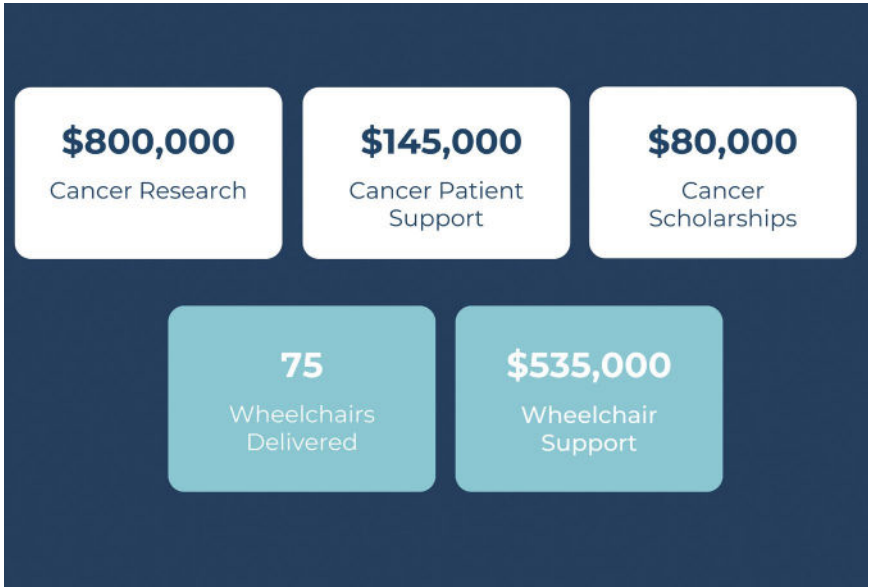 $800,000
Cancer Research
$145,000
Cancer Patient
Support
$80,000
Cancer
Scholarships
75
Wheelchairs
Delivered
$535,000
Wheelchair
Support